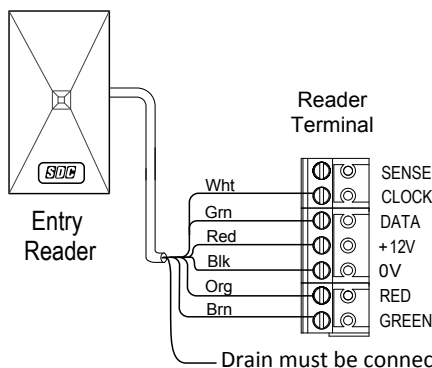 Reader
Terminal
SDC
Entry
Reader
Wht
SENSE
CLOCK
Grn
DATA
Red
+12V
Blk
0V
Org
RED
Brn
GREEN
Drain must be connec